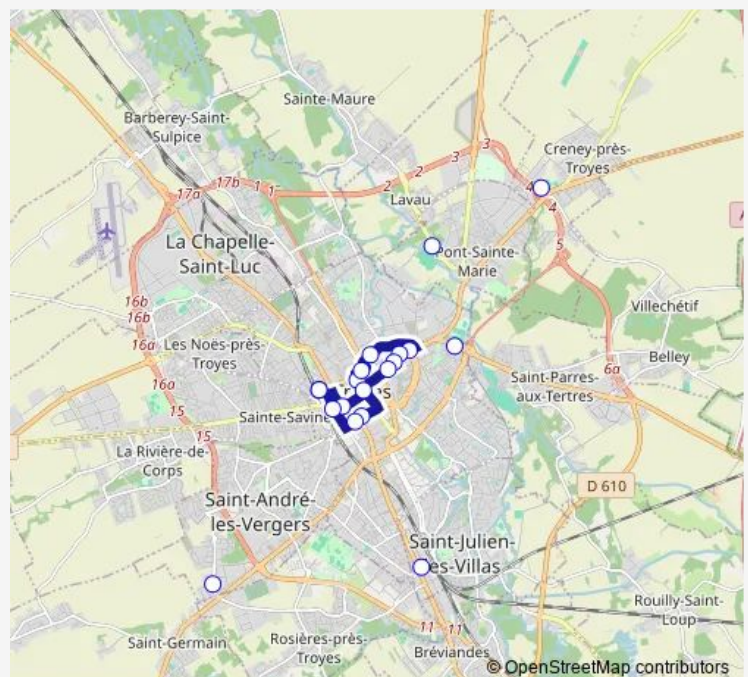 Sainte-Maure
Barberey-Saint-
Sulpice
Creney-près-
Troyes
3
3
2
2
17b
1
1
17a
4
4
Lavau
La Chapelle-
Saint-Luc
Pont-Sainte-
Marie
5
16b
16b
16a
Villechétif
Les Noës-près-
Troyes
Belley
6a
16a
Saint-Parres-
aux-Tertres
15
Sainte-Savine
15
La Rivière-de-
Corps
D 610
Saint-André-
les-Vergers
Saint-Julien-
es-Villas
Rouilly-Saint-
Loup
11
11
Saint-Germain
Rosières-près-
Troyes
Bréviandes
© OpenStreetMap contributors